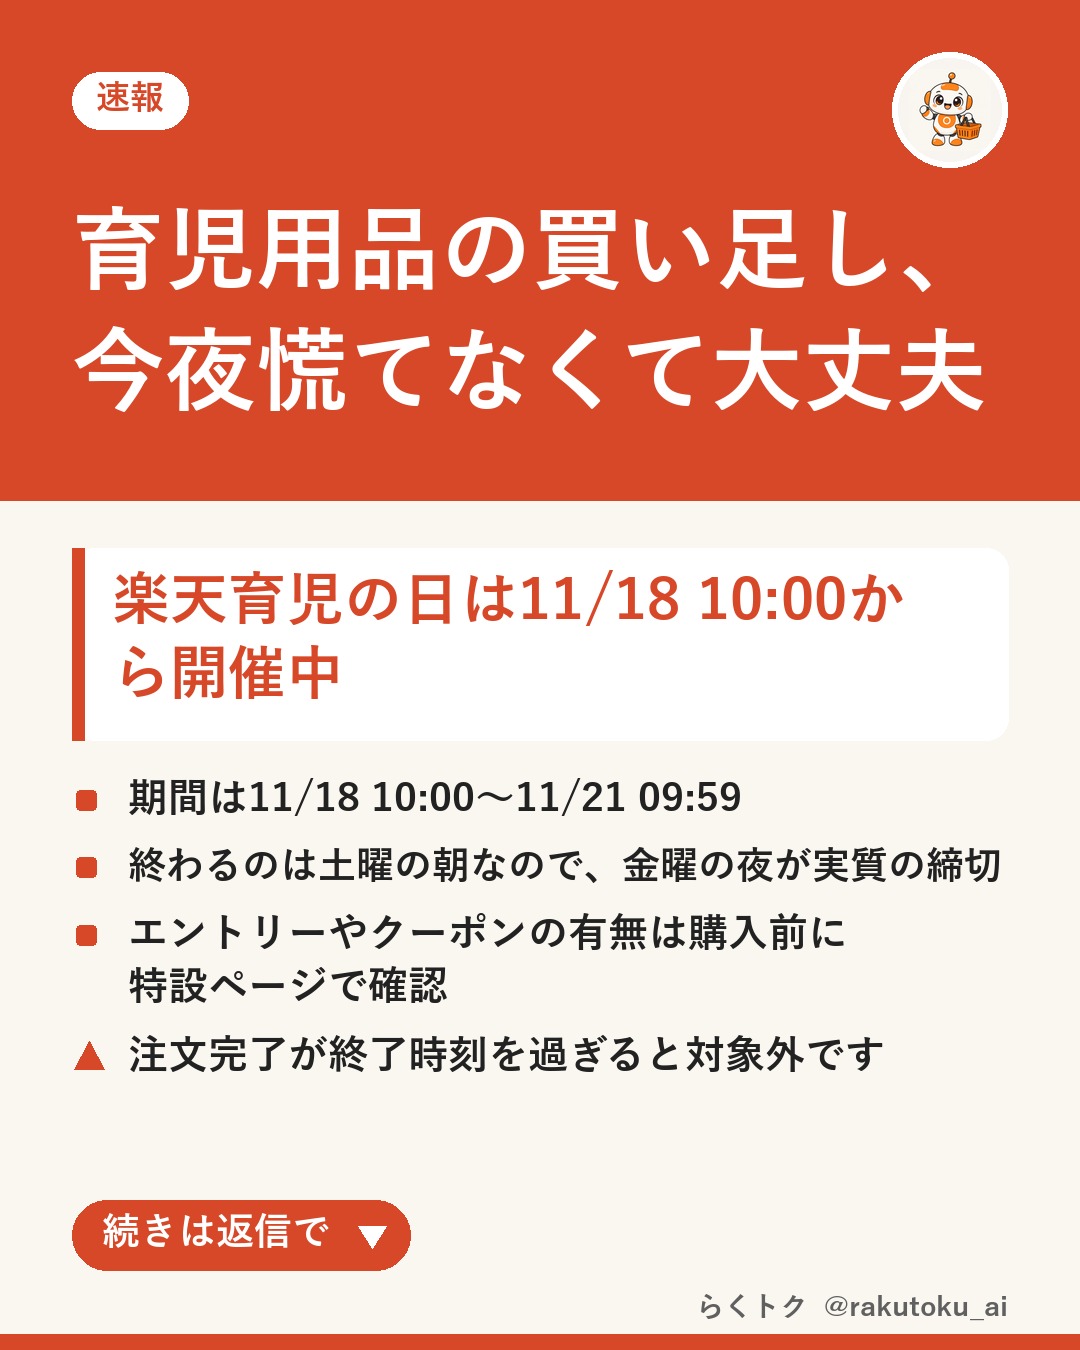 速報
育児用品の買い足し、
今夜慌てなくて大丈夫
楽天育児の日は11/18 10:00か
ら開催中
期間は11/18 10:00〜11/21 09:59
終わるのは土曜の朝なので、金曜の夜が実質の締切
エントリーやクーポンの有無は購入前に
特設ページで確認
注文完了が終了時刻を過ぎると対象外です
続きは返信で
らくトク @rakutoku_ai